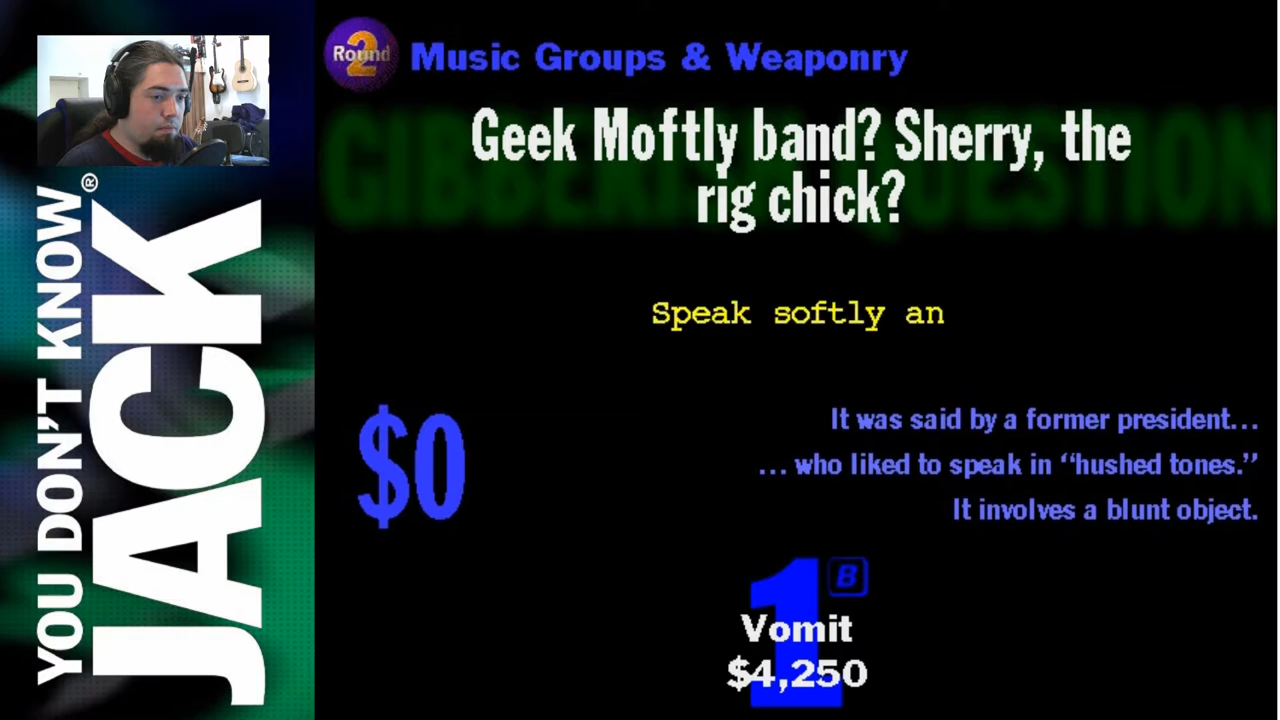 Round 2
Music Groups & Weaponry
GIBBERISH QUESTION
Geek Moftly band? Sherry, the
rig chick?
Speak softly an
$0
It was said by a former president...
... who liked to speak in “hushed tones.”
It involves a blunt object.
1 B
Vomit
$4,250
YOU DON'T KNOW
JACK®